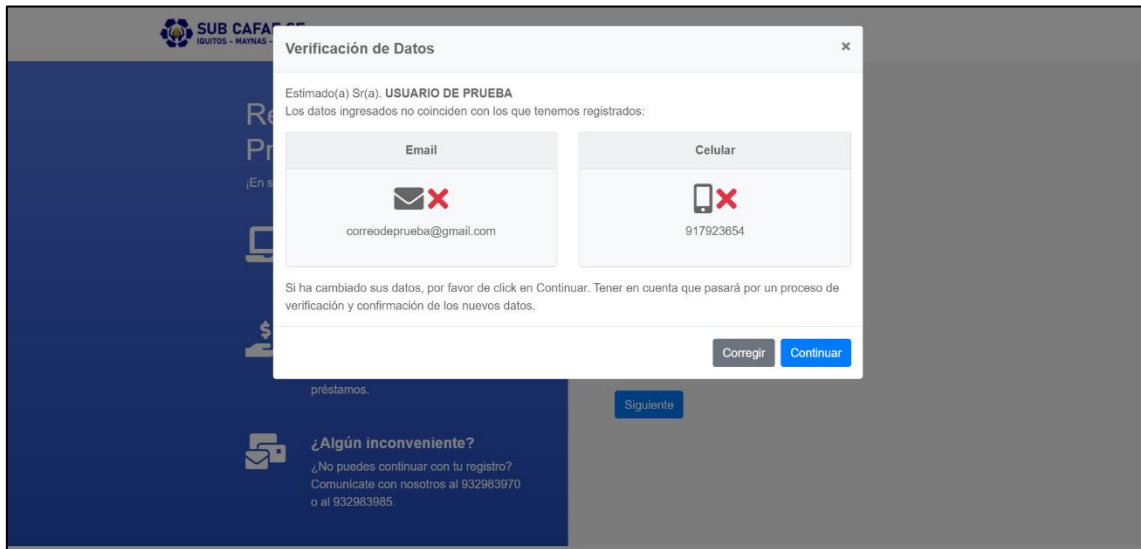 SUB CAFAE
IQUITOS - MAYNAS -
Verificación de Datos
×
Estimado(a) Sr(a). USUARIO DE PRUEBA
Los datos ingresados no coinciden con los que tenemos registrados:
Email
Celular
correodeprueba@gmail.com
917923654
Si ha cambiado sus datos, por favor de click en Continuar. Tener en cuenta que pasará por un proceso de
verificación y confirmación de los nuevos datos.
Corregir
Continuar
Re
Pr
¡En s
préstamos.
Siguiente
¿Algún inconveniente?
¿No puedes continuar con tu registro?
Comunícate con nosotros al 932983970
o al 932983985.